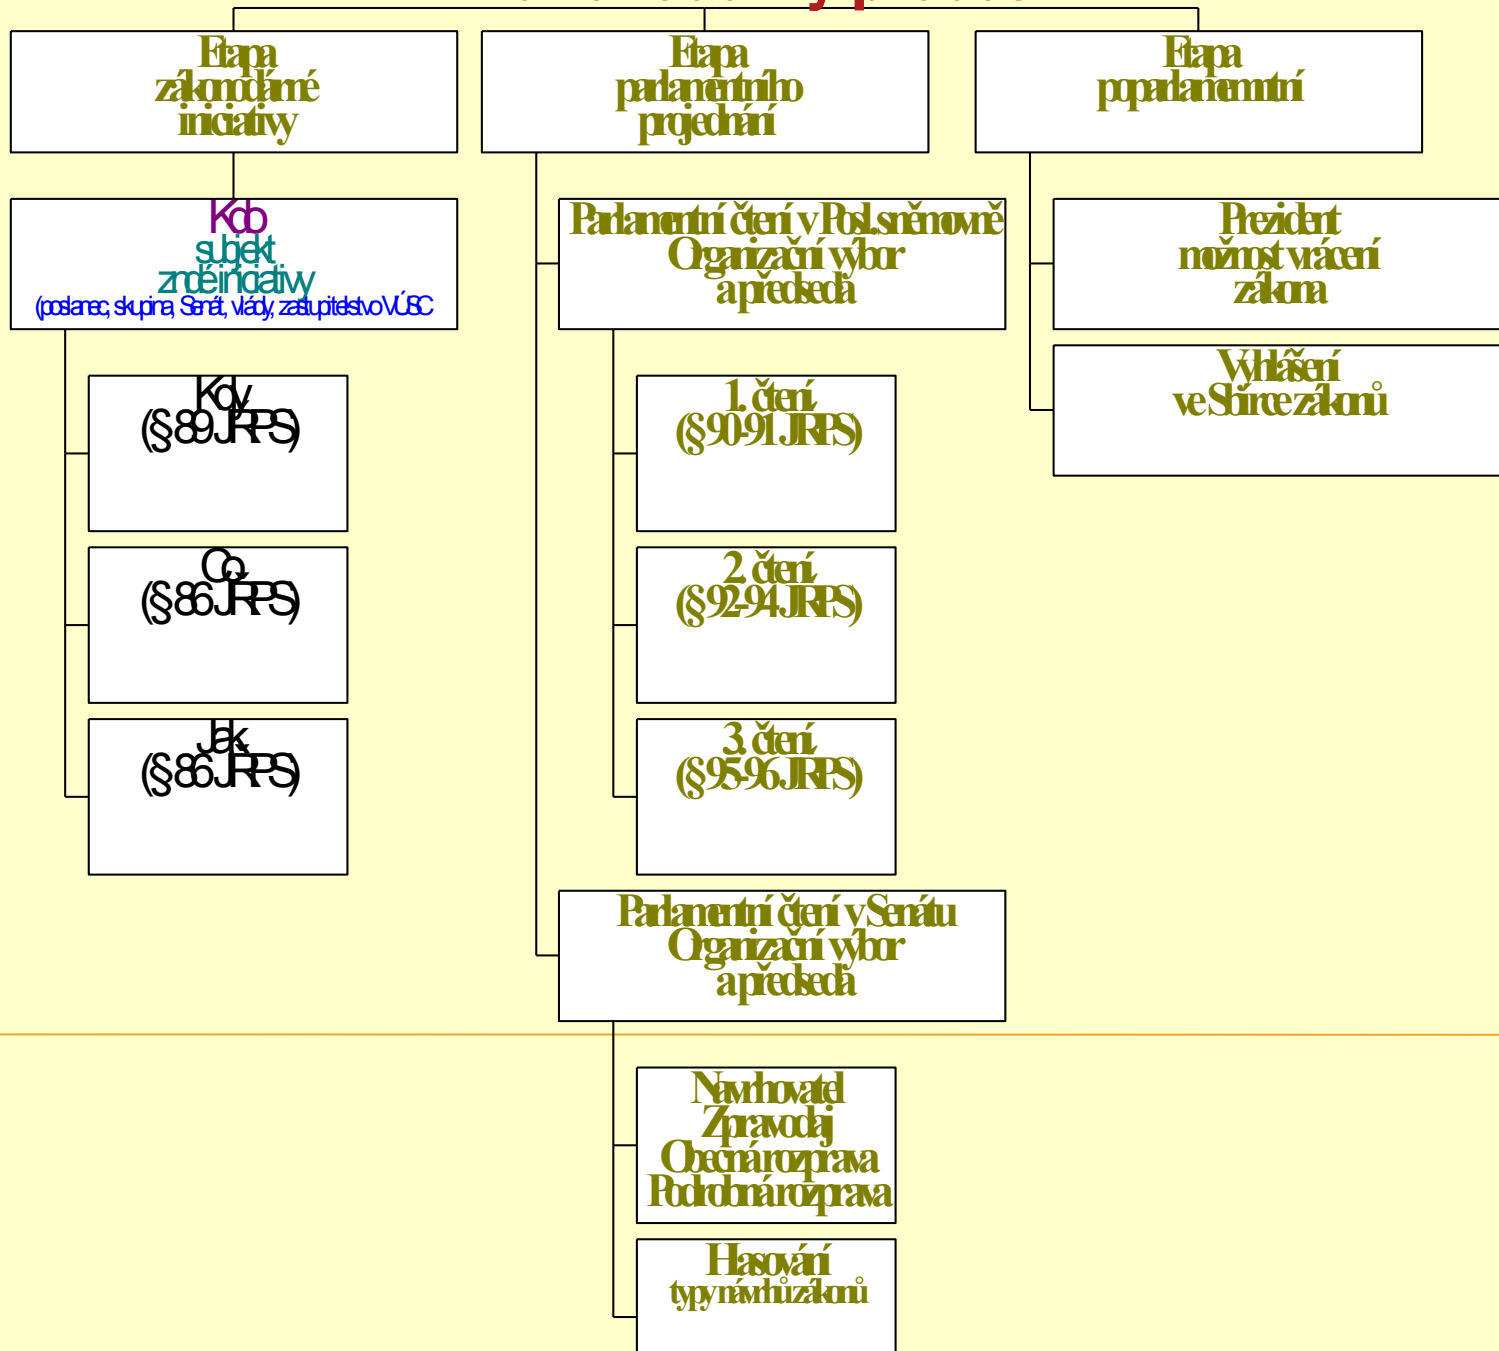 Etapa
zákonodárné
iniciativy
Etapa
parlamentního
projednání
Etapa
poparlamemntní
Kdo
subjekt
zndé iniciativy
(poslanec, skupina, Senát, vlády, zastupitelstvo VÚSC
Kdy
(§ 89 JŘPS)
Co
(§ 86 JŘPS)
Jak
(§ 86 JŘPS)
Parlamentní čtení v Posl. sněmovně
Organizační výbor
a předseda
1. čtení
(§ 90-91 JŘPS)
2. čtení
(§ 92-94 JŘPS)
3. čtení
(§ 95-96 JŘPS)
Parlamentní čtení v Senátu
Organizační výbor
a předseda
Navrhovatel
Zpravodaj
Obecná rozprava
Podrobná rozprava
Hlasování
typy návrhů zákonů
Prezident
možnost vrácení
zákona
Vyhlášení
ve Sbírce zákonů